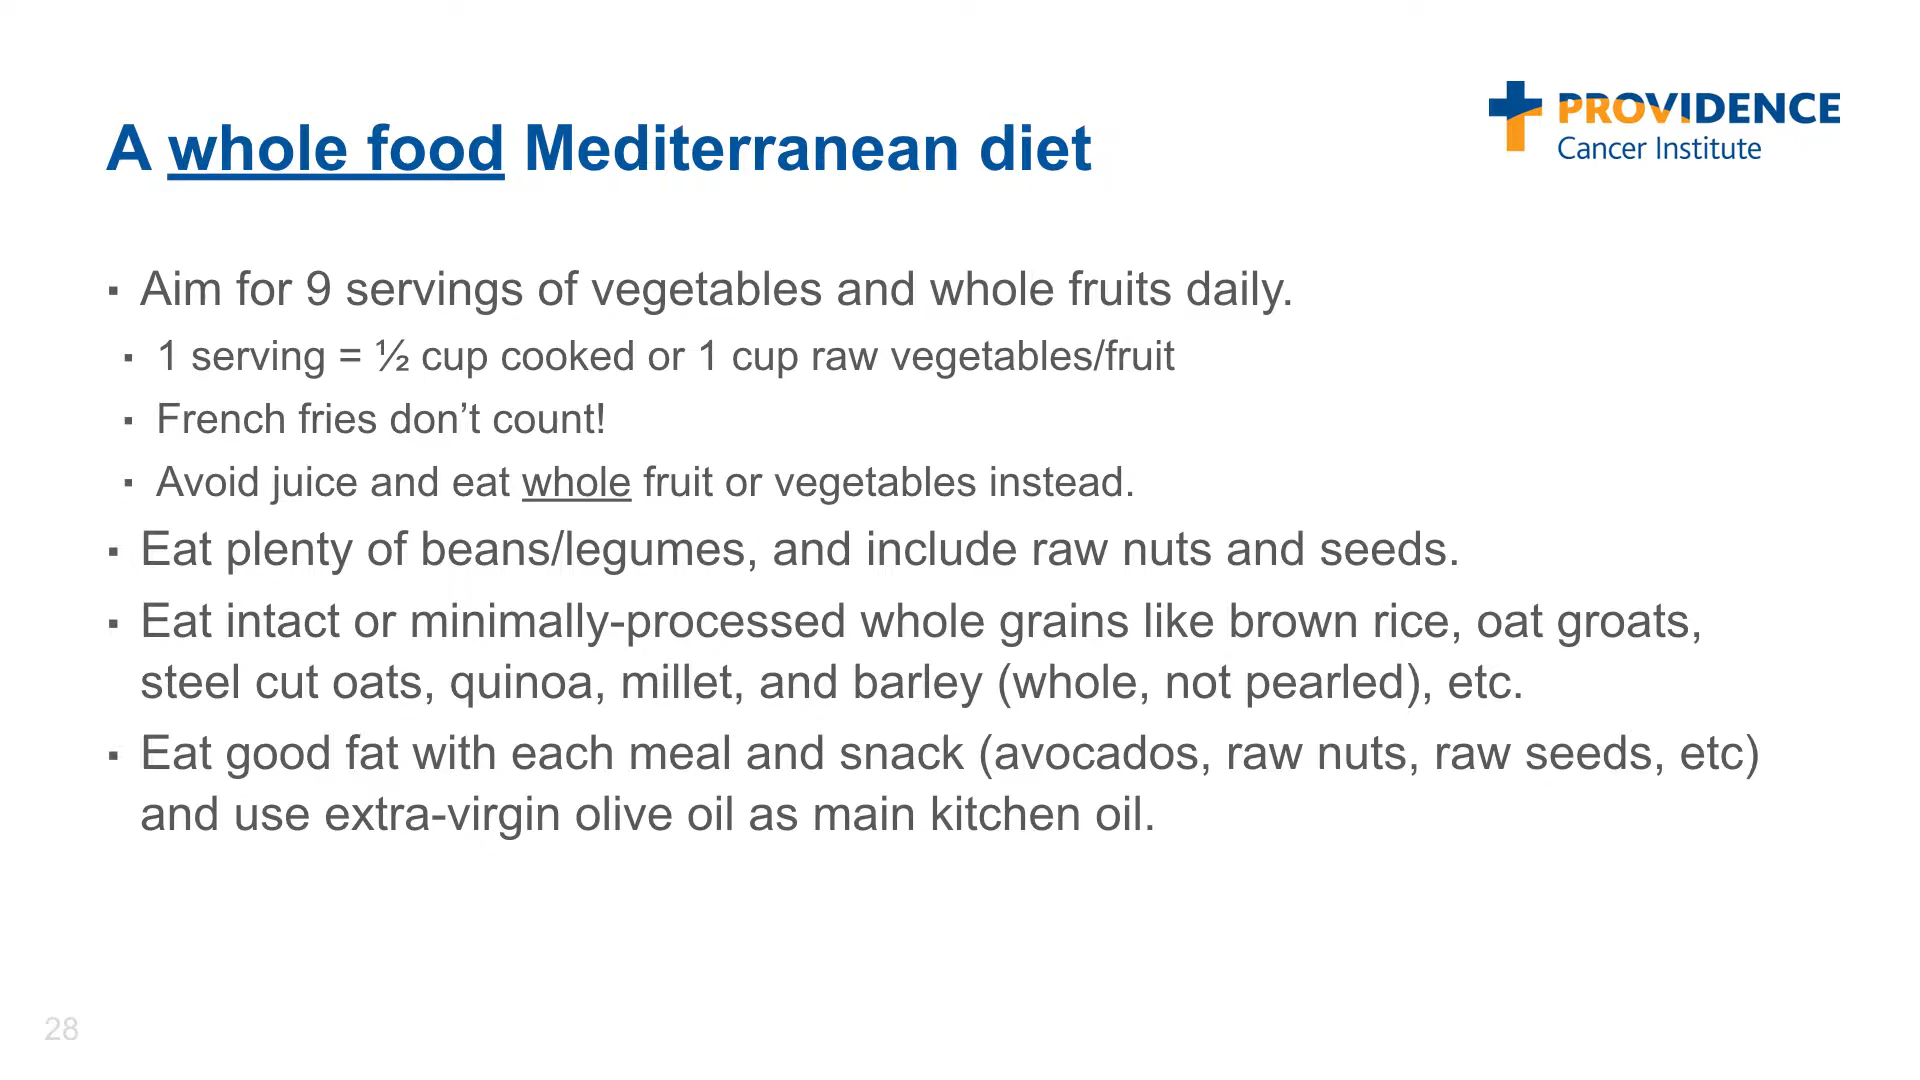 PROVIDENCE
Cancer Institute
A whole food Mediterranean diet
▪ Aim for 9 servings of vegetables and whole fruits daily.
▪ 1 serving = ½ cup cooked or 1 cup raw vegetables/fruit
▪ French fries don’t count!
▪ Avoid juice and eat whole fruit or vegetables instead.
▪ Eat plenty of beans/legumes, and include raw nuts and seeds.
▪ Eat intact or minimally-processed whole grains like brown rice, oat groats,
steel cut oats, quinoa, millet, and barley (whole, not pearled), etc.
▪ Eat good fat with each meal and snack (avocados, raw nuts, raw seeds, etc)
and use extra-virgin olive oil as main kitchen oil.
28